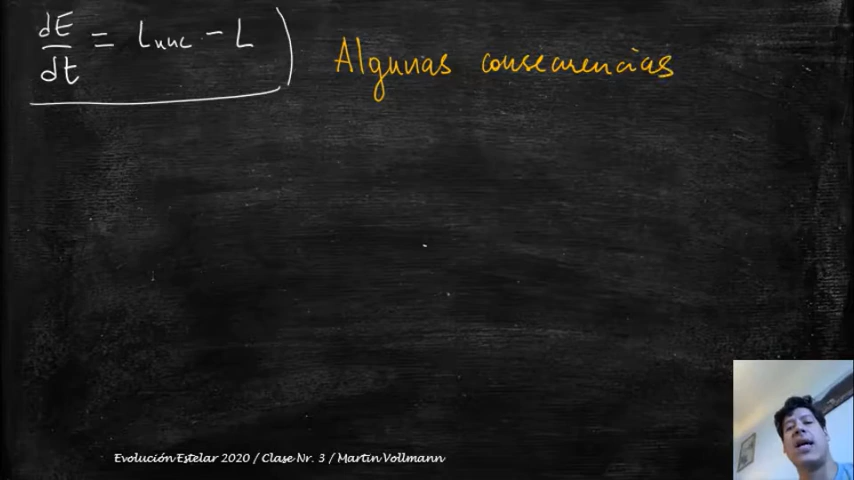 dE/dt = Lnuc - L
Algunas consecuencias
Evolución Estelar 2020 / Clase Nr. 3 / Martin Vollmann